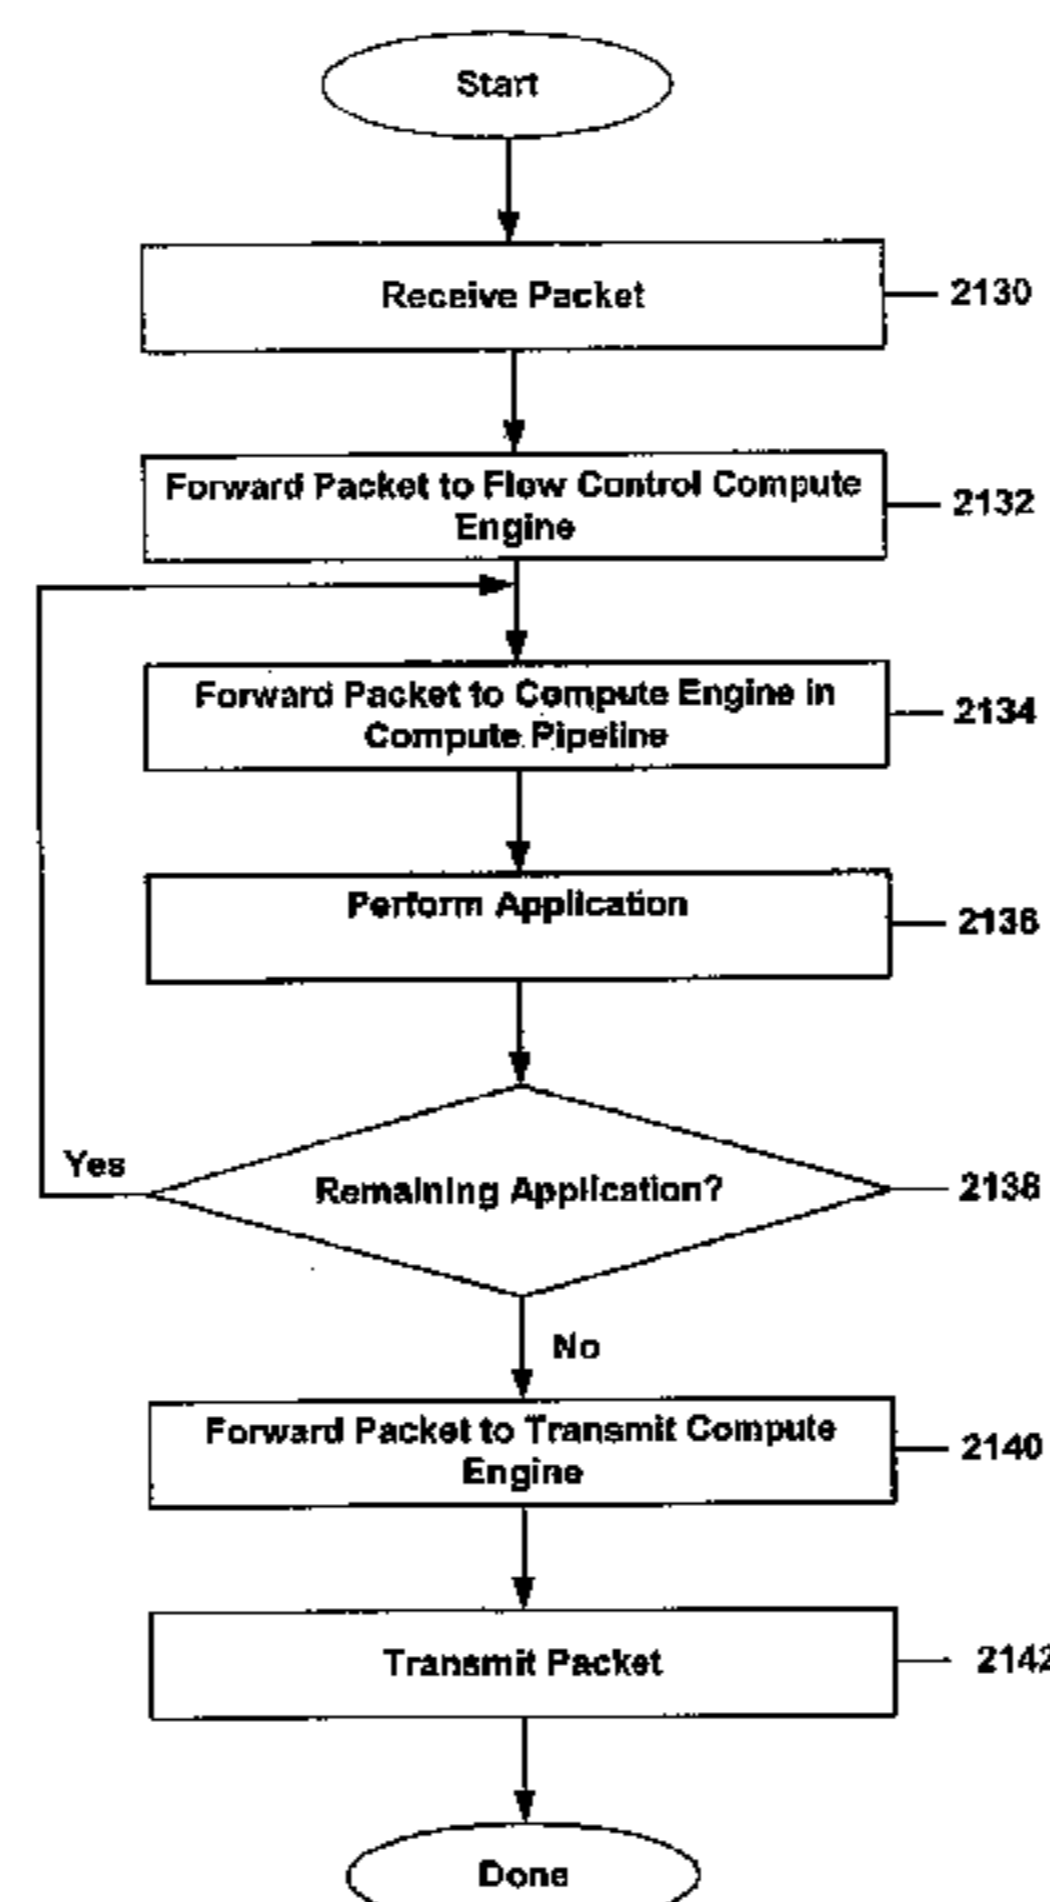 Start
Receive Packet
2130
Forward Packet to Flow Control Compute
Engine
2132
Forward Packet to Compute Engine in
Compute Pipeline
2134
Perform Application
2136
Yes
Remaining Application?
2138
No
Forward Packet to Transmit Compute
Engine
2140
Transmit Packet
2142
Done